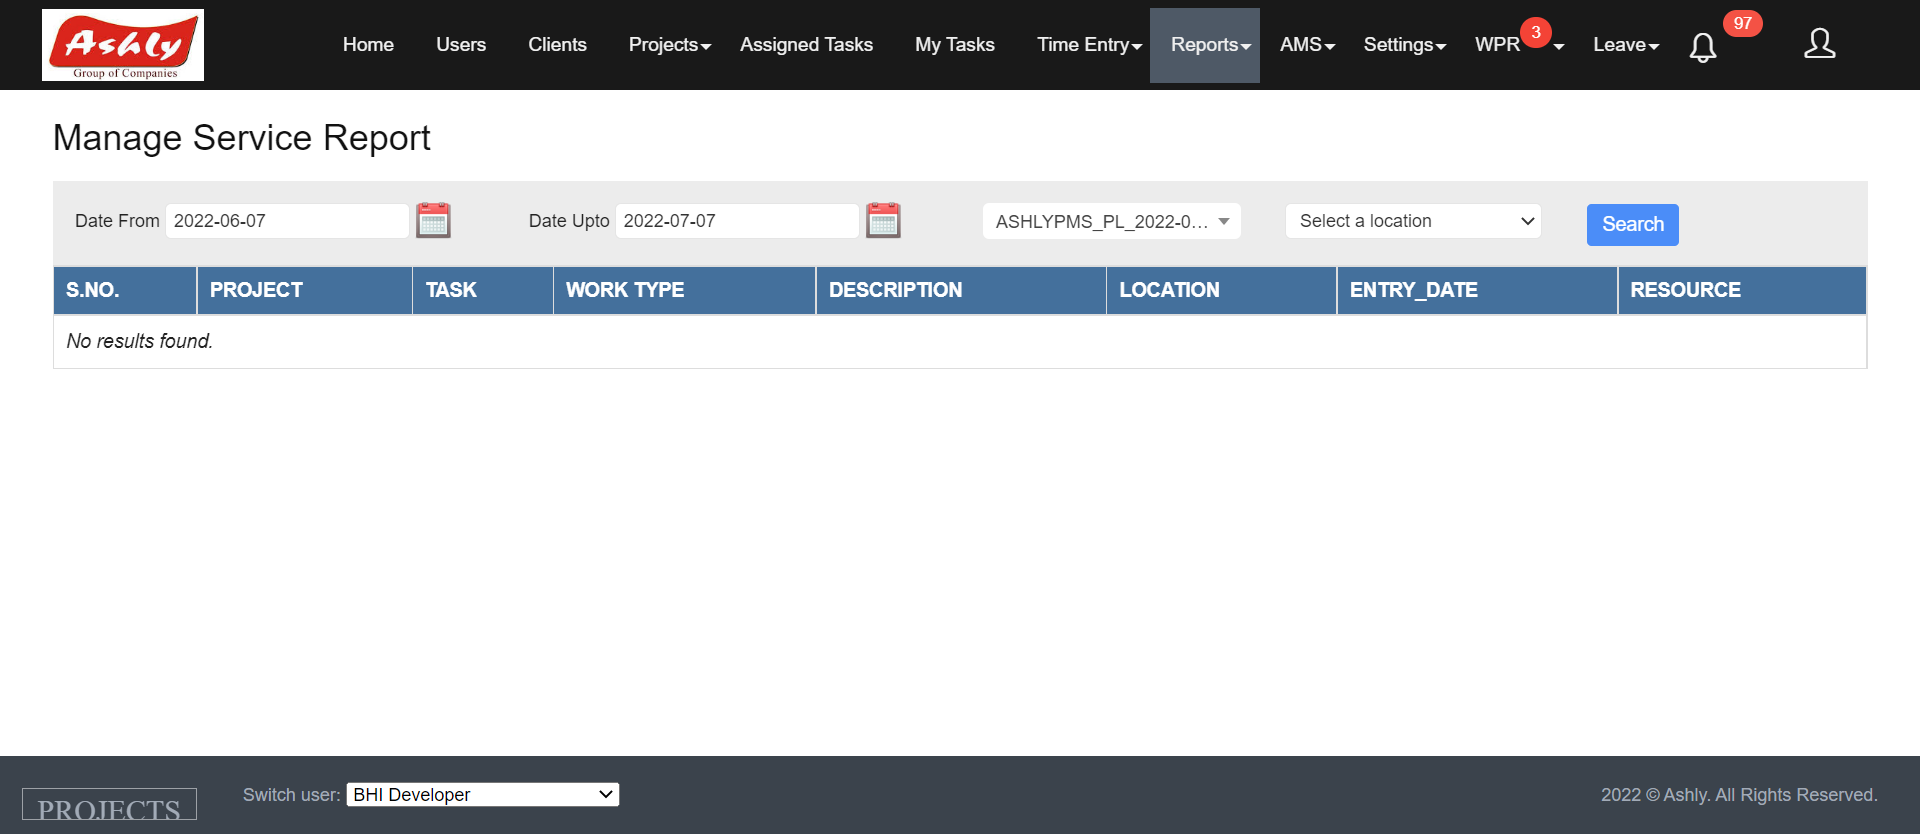 Ashly
Group of Companies
Home Users Clients Projects Assigned Tasks My Tasks Time Entry Reports AMS Settings WPR 3 Leave 97
Manage Service Report
Date From 2022-06-07 Date Upto 2022-07-07 ASHLYPMS_PL_2022-0... Select a location Search
S.NO. PROJECT TASK WORK TYPE DESCRIPTION LOCATION ENTRY_DATE RESOURCE
No results found.
PROJECTS Switch user: BHI Developer 2022 © Ashly. All Rights Reserved.